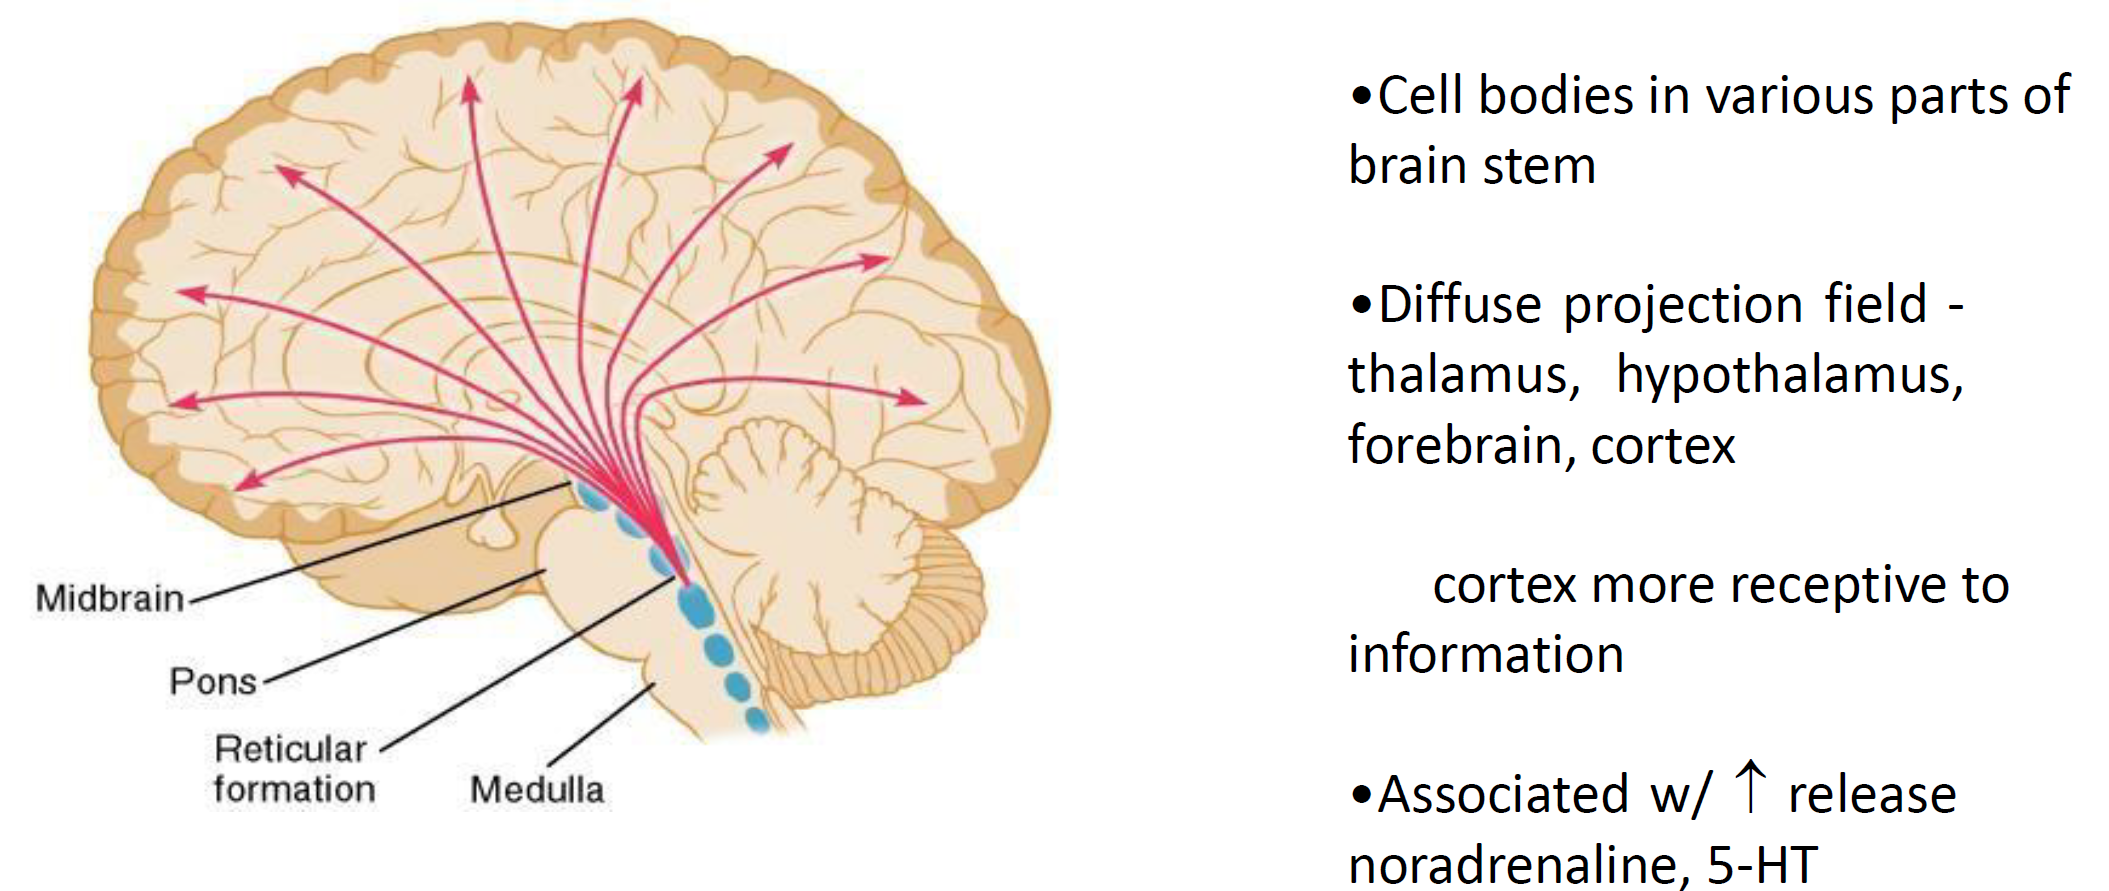 Midbrain
Pons
Reticular
formation
Medulla
•Cell bodies in various parts of
brain stem
•Diffuse projection field -
thalamus, hypothalamus,
forebrain, cortex
cortex more receptive to
information
•Associated w/ ↑ release
noradrenaline, 5-HT